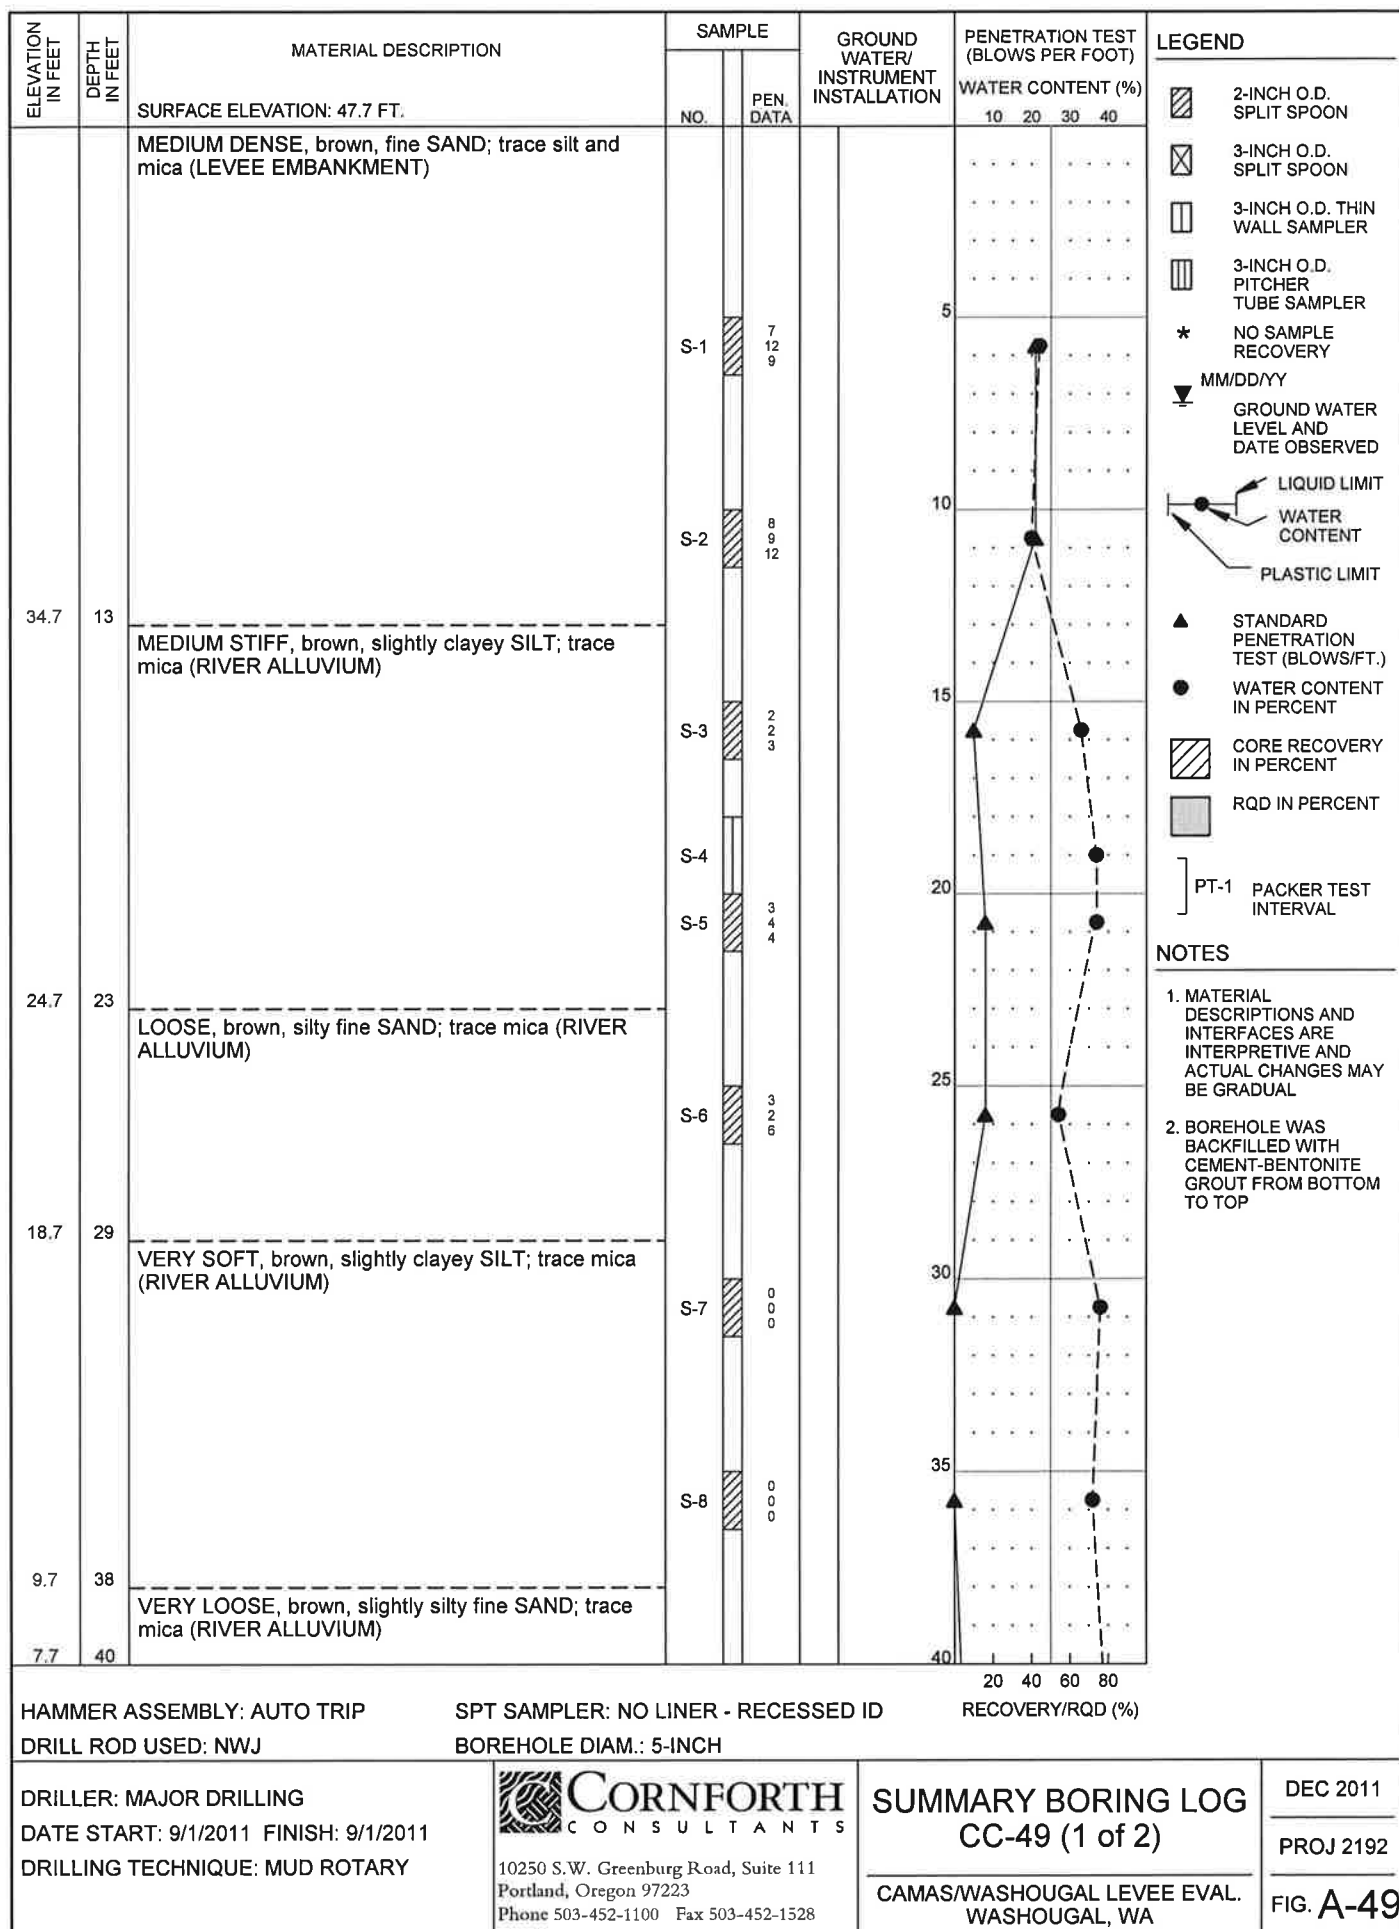 ELEVATION
IN FEET
DEPTH
IN FEET
MATERIAL DESCRIPTION
SURFACE ELEVATION: 47.7 FT.
SAMPLE
NO.
PEN.
DATA
GROUND
WATER/
INSTRUMENT
INSTALLATION
PENETRATION TEST
(BLOWS PER FOOT)
WATER CONTENT (%)
10 20 30 40
MEDIUM DENSE, brown, fine SAND; trace silt and
mica (LEVEE EMBANKMENT)
5
S-1
7
12
9
10
S-2
8
9
12
34.7 13
MEDIUM STIFF, brown, slightly clayey SILT; trace
mica (RIVER ALLUVIUM)
15
S-3
2
2
3
S-4
20
S-5
3
4
4
24.7 23
LOOSE, brown, silty fine SAND; trace mica (RIVER
ALLUVIUM)
25
S-6
3
2
6
18.7 29
VERY SOFT, brown, slightly clayey SILT; trace mica
(RIVER ALLUVIUM)
30
S-7
0
0
0
35
S-8
0
0
0
9.7 38
VERY LOOSE, brown, slightly silty fine SAND; trace
mica (RIVER ALLUVIUM)
7.7 40
40
20 40 60 80
RECOVERY/RQD (%)
LEGEND
2-INCH O.D.
SPLIT SPOON
3-INCH O.D.
SPLIT SPOON
3-INCH O.D. THIN
WALL SAMPLER
3-INCH O.D.
PITCHER
TUBE SAMPLER
* NO SAMPLE
RECOVERY
MM/DD/YY
GROUND WATER
LEVEL AND
DATE OBSERVED
LIQUID LIMIT
WATER
CONTENT
PLASTIC LIMIT
STANDARD
PENETRATION
TEST (BLOWS/FT.)
WATER CONTENT
IN PERCENT
CORE RECOVERY
IN PERCENT
RQD IN PERCENT
PT-1 PACKER TEST
INTERVAL
NOTES
1. MATERIAL
DESCRIPTIONS AND
INTERFACES ARE
INTERPRETIVE AND
ACTUAL CHANGES MAY
BE GRADUAL
2. BOREHOLE WAS
BACKFILLED WITH
CEMENT-BENTONITE
GROUT FROM BOTTOM
TO TOP
HAMMER ASSEMBLY: AUTO TRIP
SPT SAMPLER: NO LINER - RECESSED ID
DRILL ROD USED: NWJ
BOREHOLE DIAM.: 5-INCH
DRILLER: MAJOR DRILLING
DATE START: 9/1/2011 FINISH: 9/1/2011
DRILLING TECHNIQUE: MUD ROTARY
CORNFORTH
CONSULTANTS
10250 S.W. Greenburg Road, Suite 111
Portland, Oregon 97223
Phone 503-452-1100 Fax 503-452-1528
SUMMARY BORING LOG
CC-49 (1 of 2)
CAMAS/WASHOUGAL LEVEE EVAL.
WASHOUGAL, WA
DEC 2011
PROJ 2192
FIG. A-49